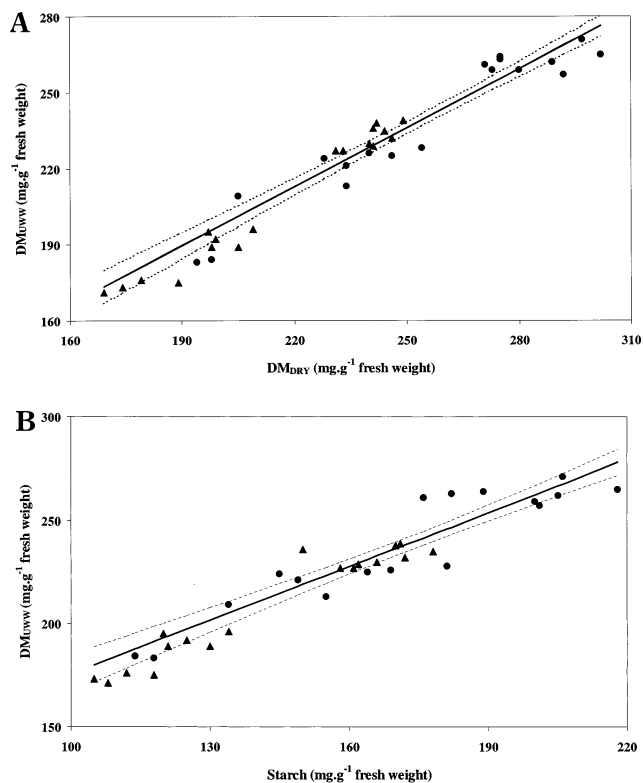 A
280
250
220
190
160
160 190 220 250 280 310
DMUWW (mg.g-1 fresh weight)
DMDRY (mg.g-1 fresh weight)
B
300
250
200
150
100 130 160 190 220
DMUWW (mg.g-1 fresh weight)
Starch (mg.g-1 fresh weight)